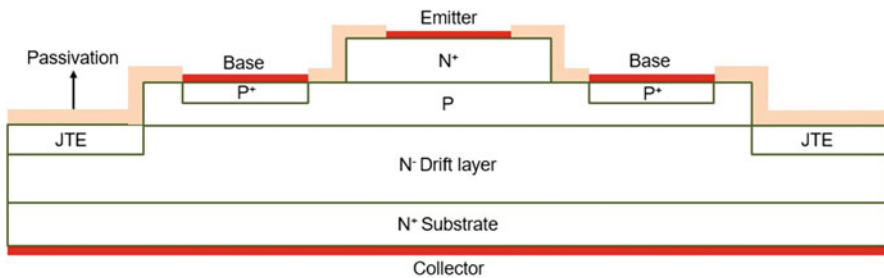 Emitter
Passivation
Base
N⁺
Base
P⁺
P
P⁺
JTE
JTE
N⁻ Drift layer
N⁺ Substrate
Collector